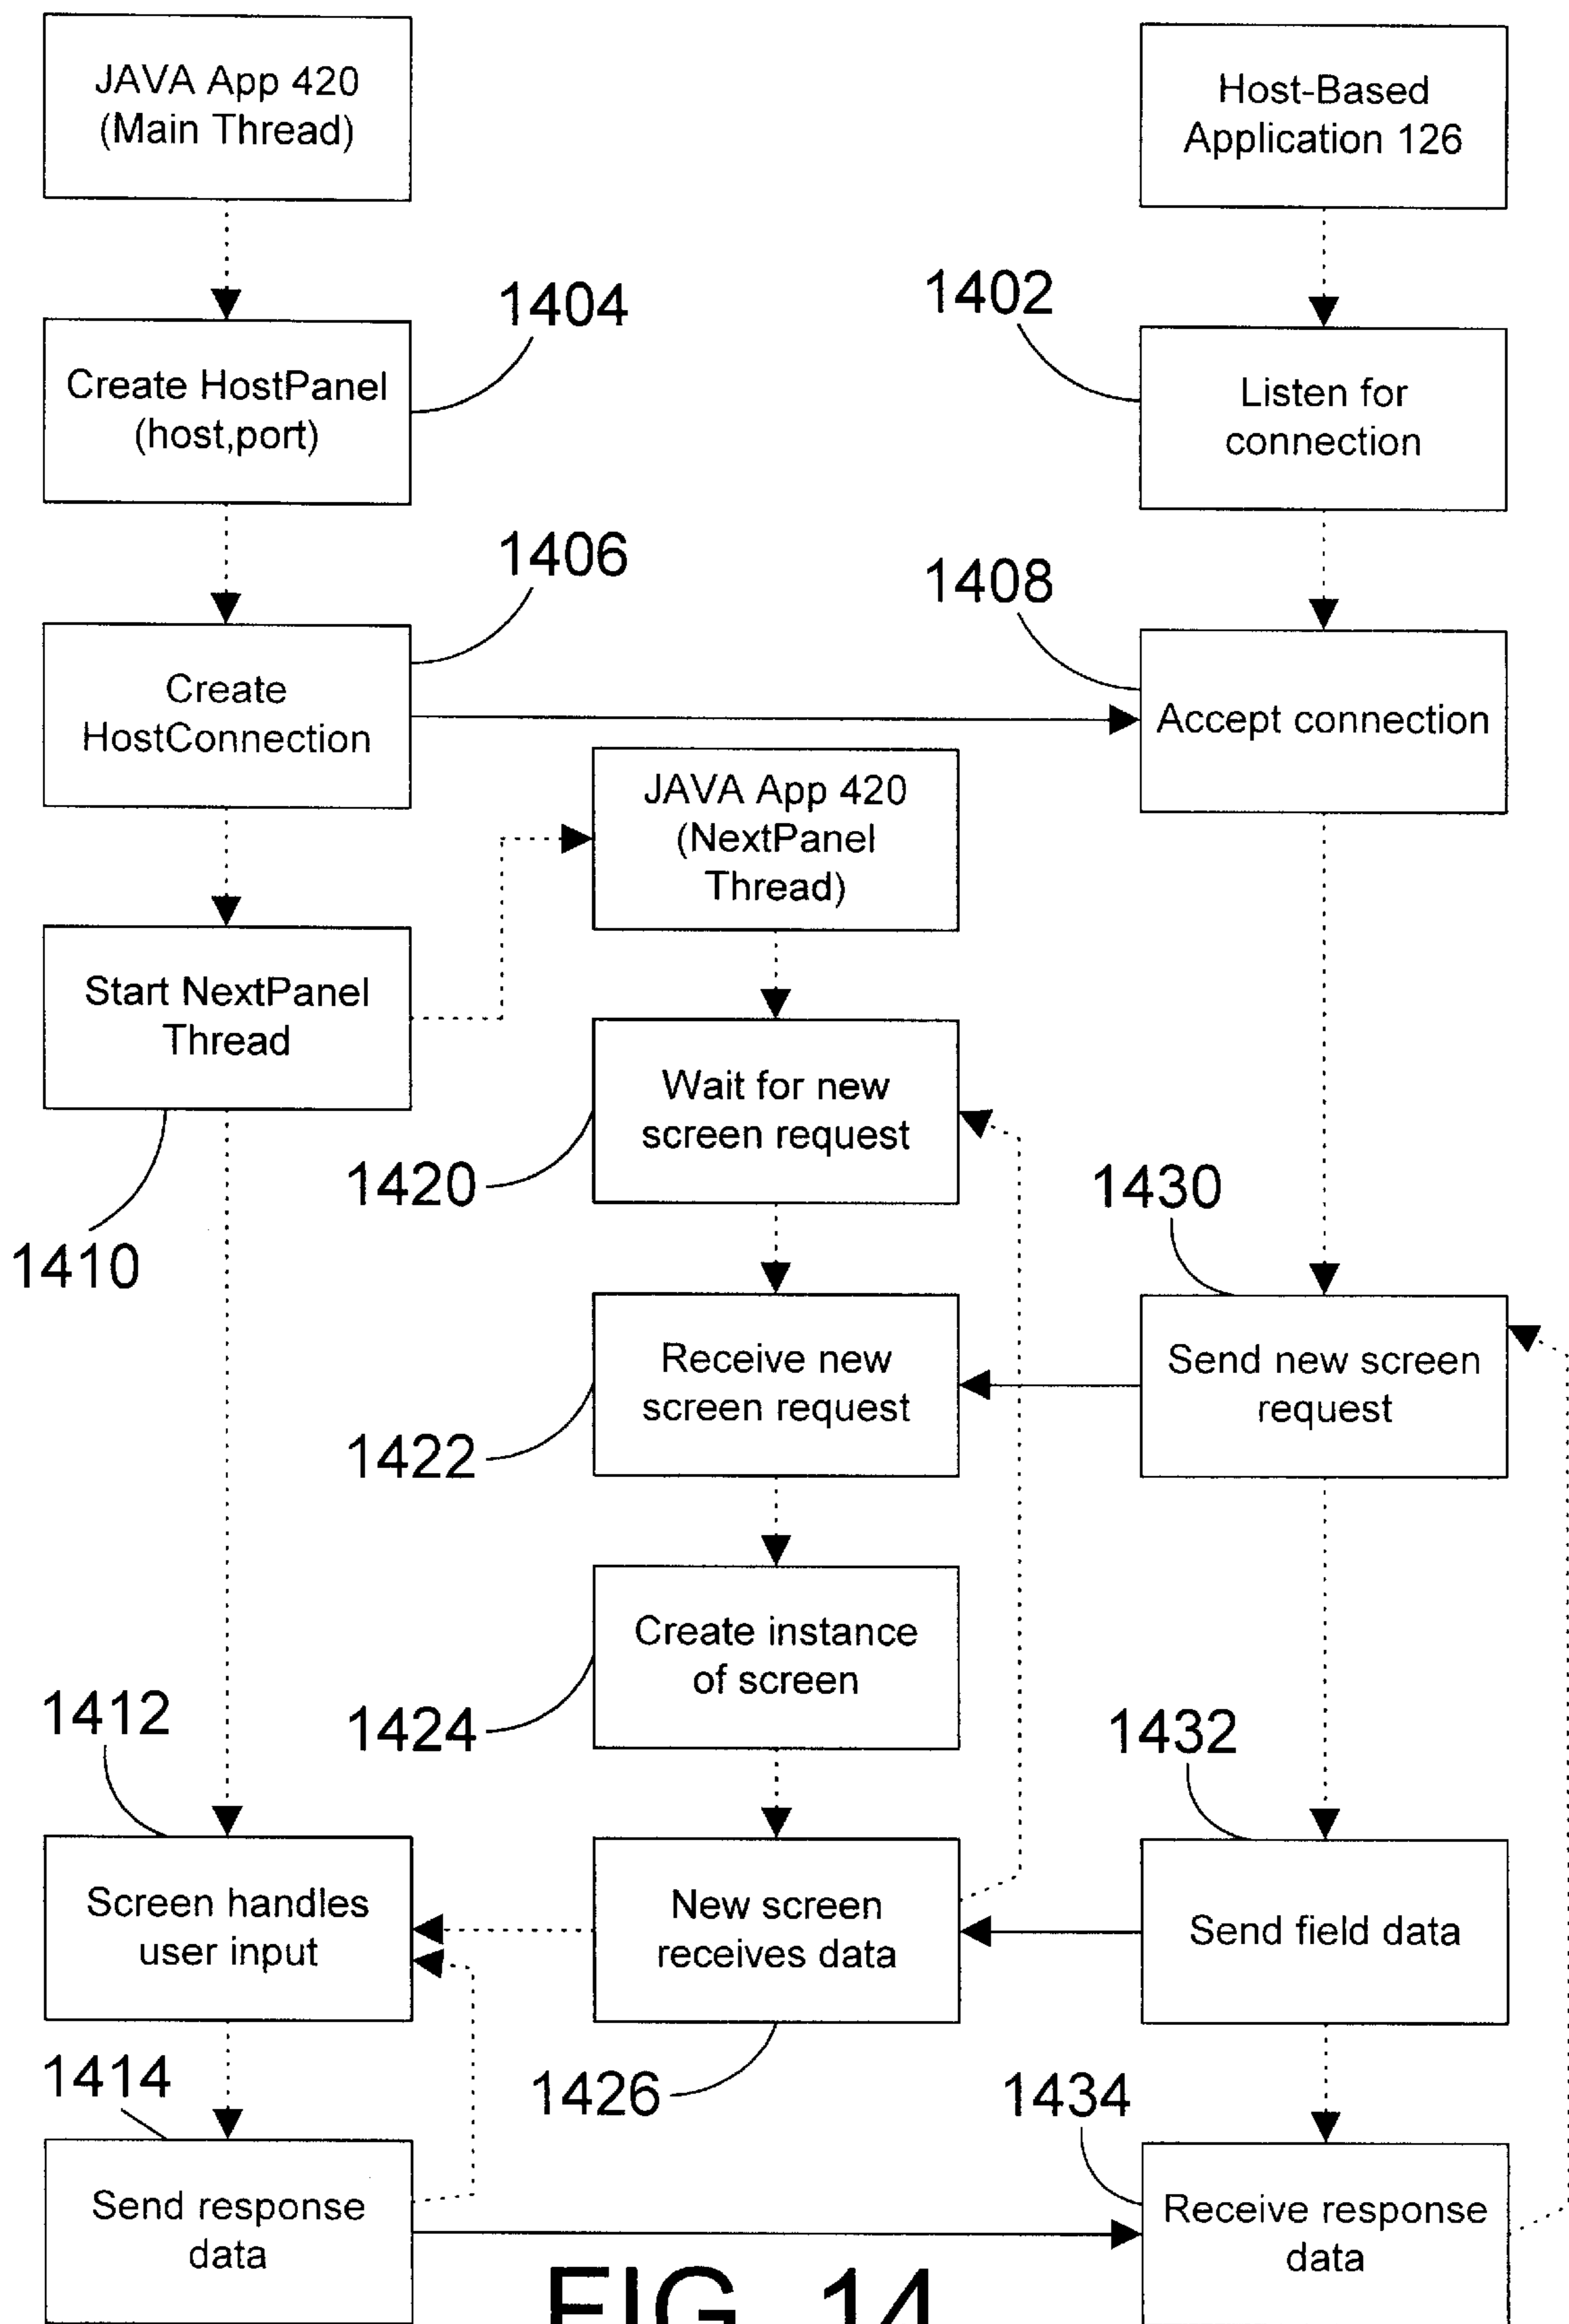 JAVA App 420
(Main Thread)
Host-Based
Application 126
1404
1402
Create HostPanel
(host,port)
Listen for
connection
1406
1408
Create
HostConnection
Accept connection
JAVA App 420
(NextPanel
Thread)
Start NextPanel
Thread
1410
Wait for new
screen request
1420
1430
Receive new
screen request
1422
Send new screen
request
Create instance
of screen
1424
1412
1432
Screen handles
user input
New screen
receives data
Send field data
1414
1426
1434
Send response
data
Receive response
data
FIG. 14